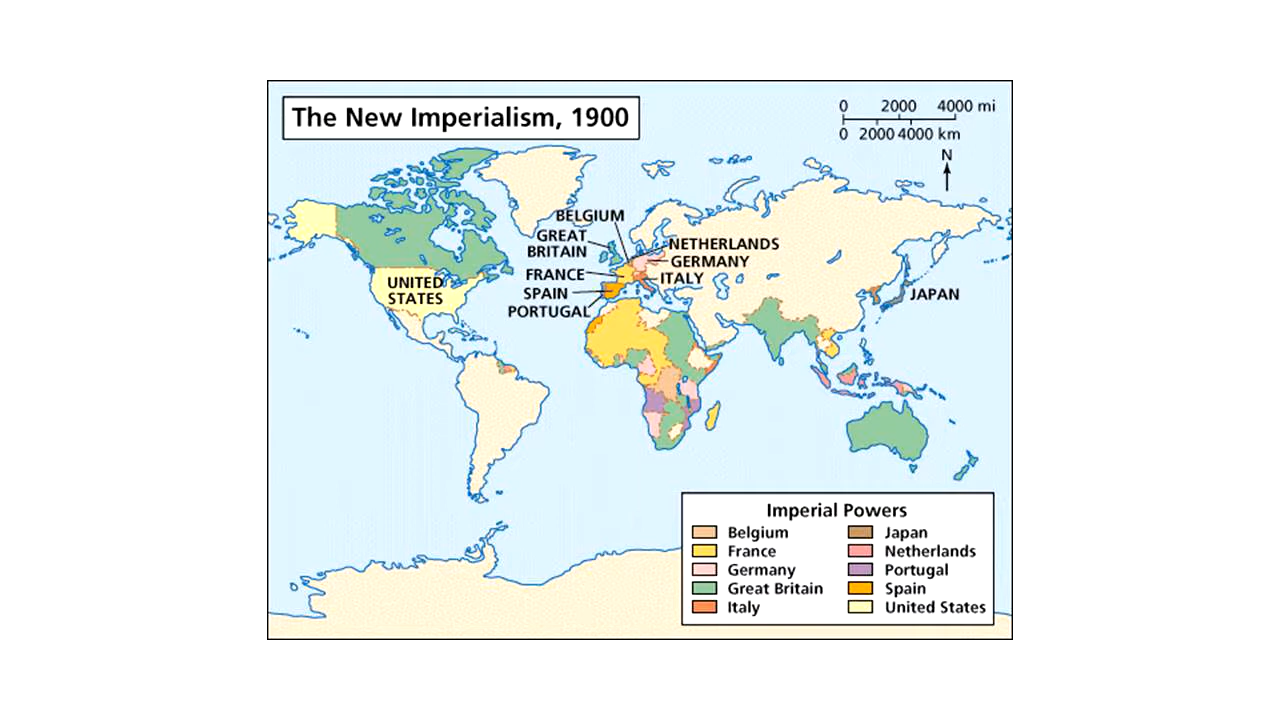 The New Imperialism, 1900
0 2000 4000 mi
0 2000 4000 km
N
BELGIUM
GREAT
BRITAIN
NETHERLANDS
GERMANY
FRANCE
ITALY
SPAIN
PORTUGAL
UNITED
STATES
JAPAN
Imperial Powers
Belgium
France
Germany
Great Britain
Italy
Japan
Netherlands
Portugal
Spain
United States